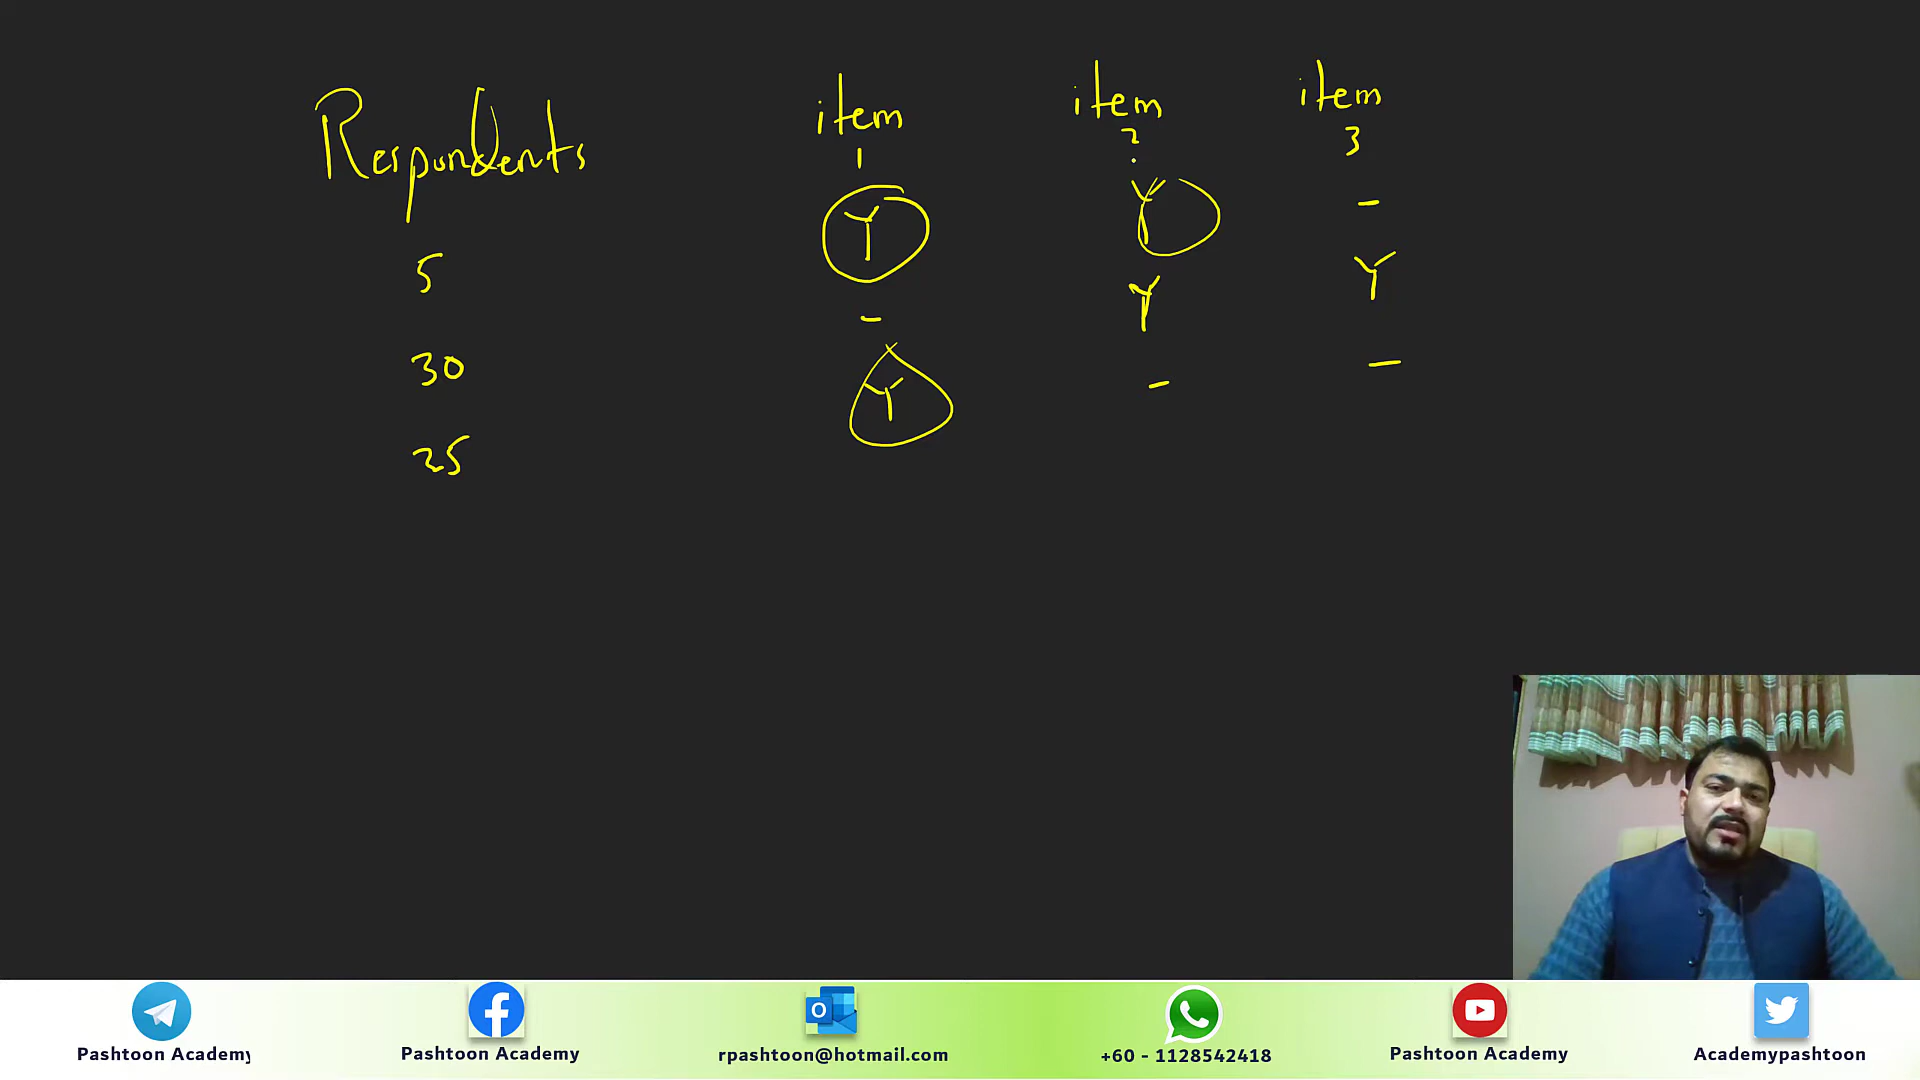 Respondents item item item
1 2 3
5 Y Y -
30 - Y Y
25 Y - -
Pashtoon Academy Pashtoon Academy rpashtoon@hotmail.com +60 - 1128542418 Pashtoon Academy Academypashtoon